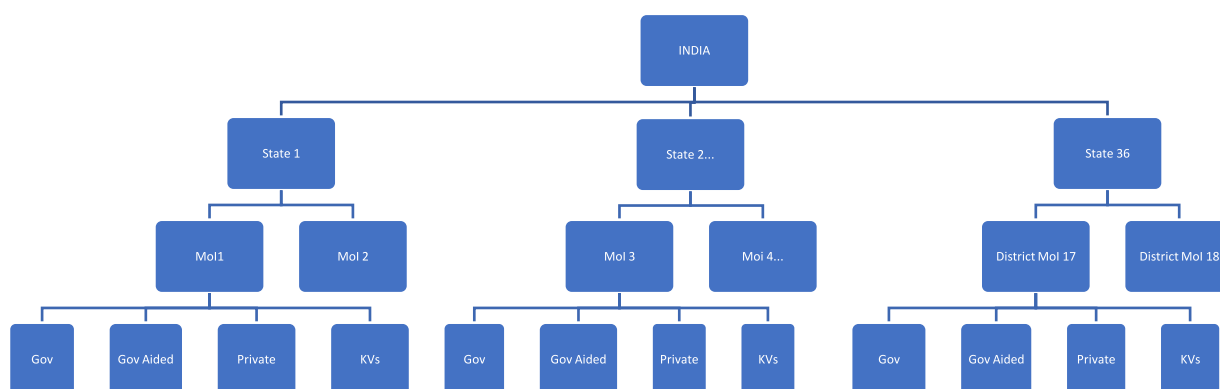 INDIA
State 1
State 2...
State 36
MoI1
MoI 2
MoI 3
Moi 4...
District MoI 17
District MoI 18
Gov
Gov Aided
Private
KVs
Gov
Gov Aided
Private
KVs
Gov
Gov Aided
Private
KVs